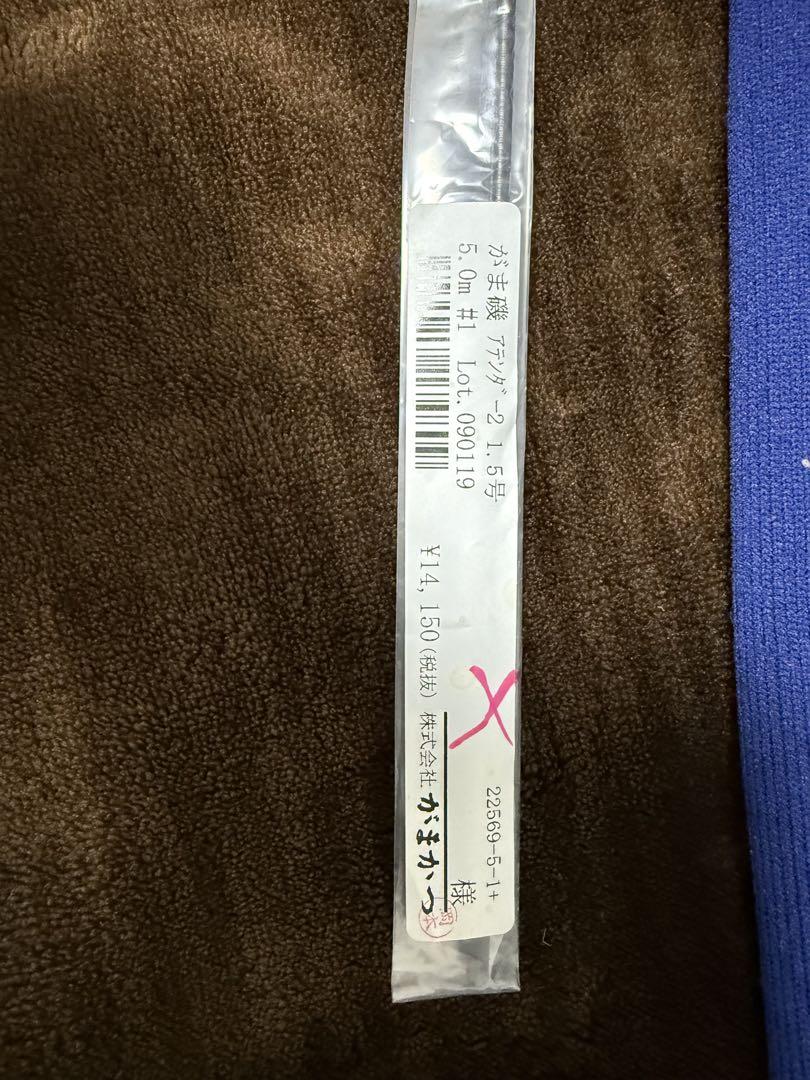 がま磯 ｱﾃﾝﾀﾞｰ2 1.5号
5.0m #1 Lot.090119
¥14,150(税抜)
22569-5-1+
様
株式会社 がまかつ